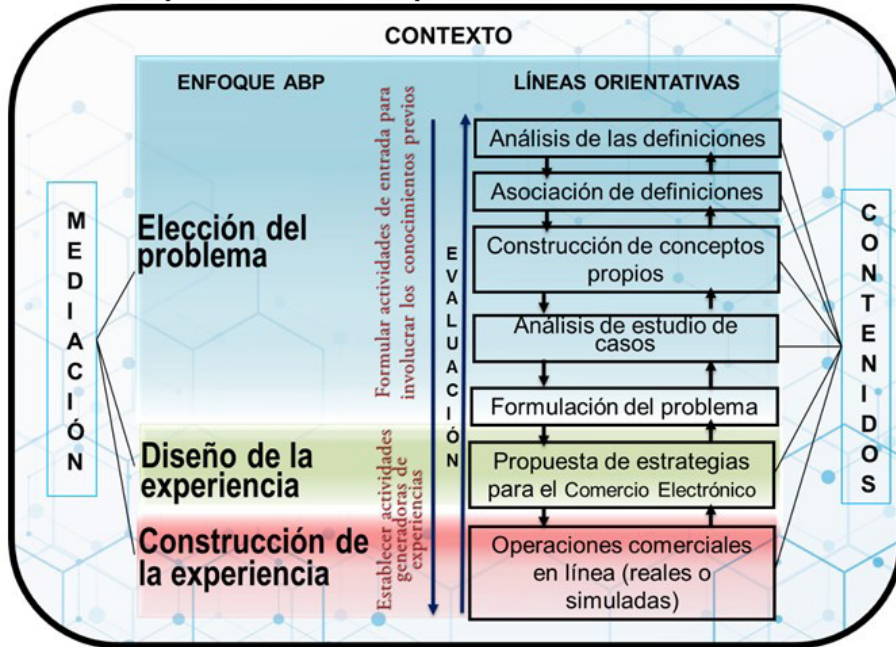 CONTEXTO
ENFOQUE ABP
LÍNEAS ORIENTATIVAS
MEDIACIÓN
Elección del
problema
Diseño de la
experiencia
Construcción de
la experiencia
Formular actividades de entrada para
involucrar los conocimientos previos
Establecer actividades
generadoras de
experiencias
EVALUACIÓN
Análisis de las definiciones
Asociación de definiciones
Construcción de conceptos
propios
Análisis de estudio de
casos
Formulación del problema
Propuesta de estrategias
para el Comercio Electrónico
Operaciones comerciales
en línea (reales o
simuladas)
CONTENIDOS